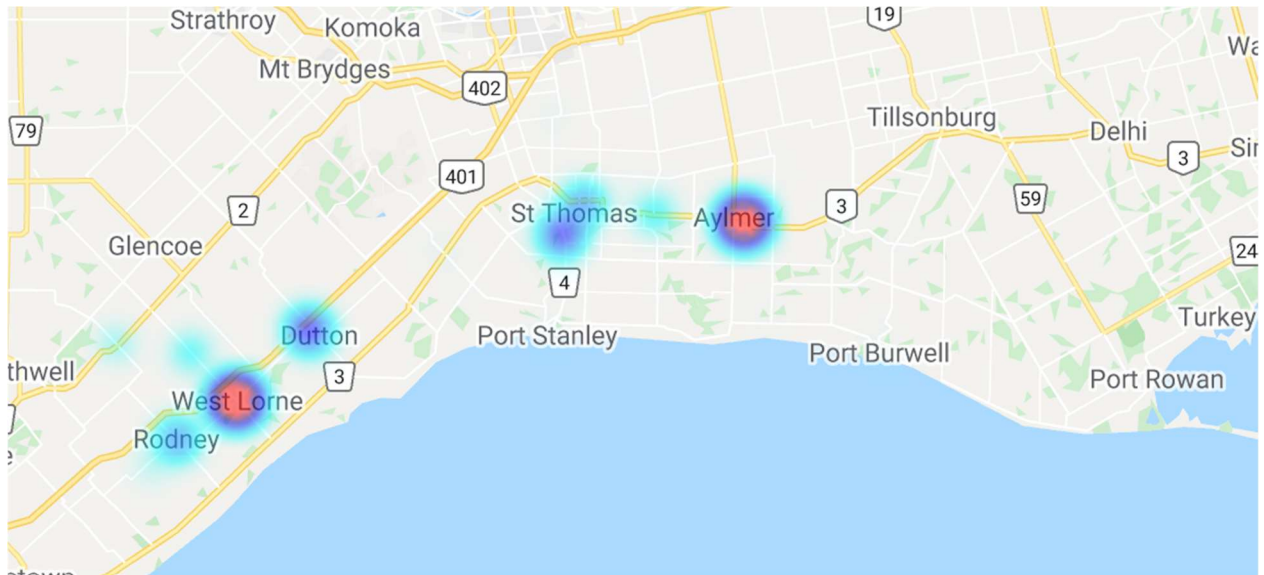 Strathroy
Komoka
19
Mt Brydges
402
79
Tillsonburg
Delhi
3
401
2
St Thomas
Aylmer
3
59
Glencoe
24
4
Dutton
Port Stanley
Turkey
Port Burwell
thwell
3
Port Rowan
West Lorne
Rodney